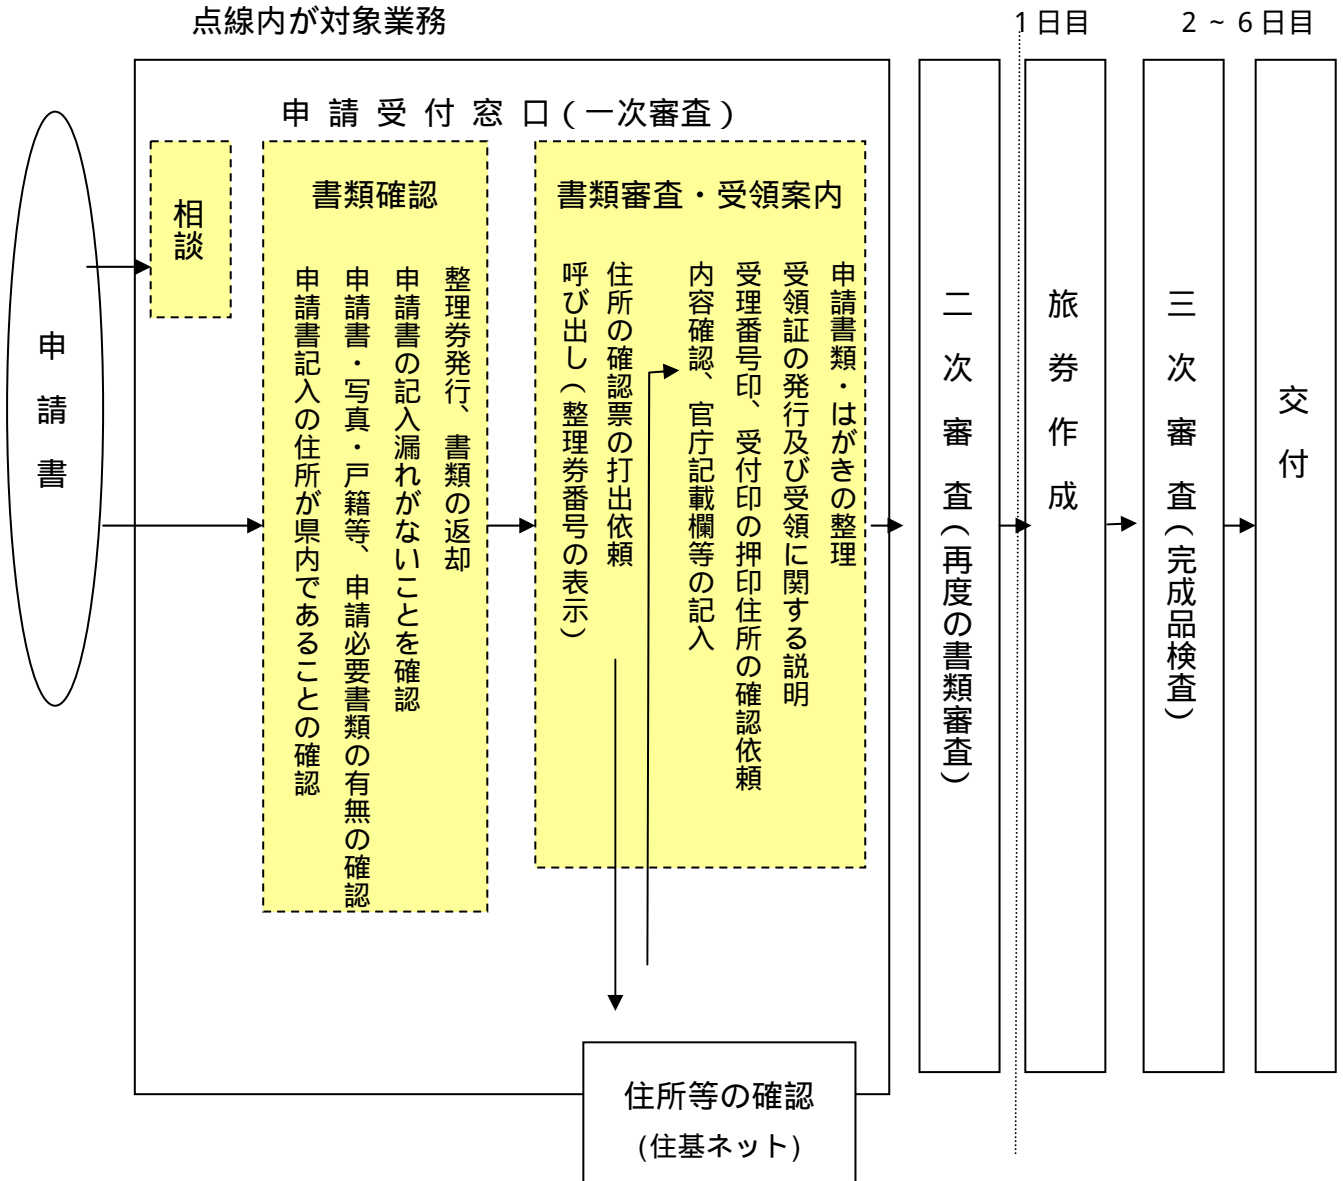 点線内が対象業務
1日目
2～6日目
申請書
申請受付窓口(一次審査)
相談
書類確認
申請書記入の住所が県内であることの確認
申請書・写真・戸籍等、申請必要書類の有無の確認
申請書の記入漏れがないことを確認
整理券発行、書類の返却
書類審査・受領案内
呼び出し(整理券番号の表示)
住所の確認票の打出依頼
内容確認、官庁記載欄等の記入
受理番号印、受付印の押印住所の確認依頼
受領証の発行及び受領に関する説明
申請書類・はがきの整理
住所等の確認
(住基ネット)
二次審査(再度の書類審査)
旅券作成
三次審査(完成品検査)
交付